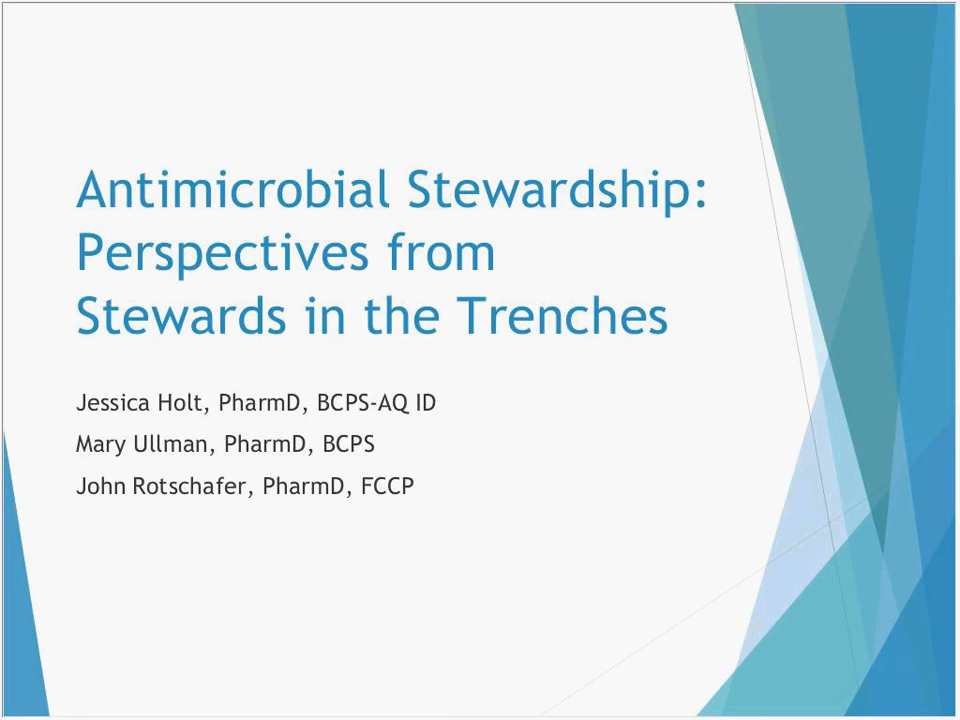 Antimicrobial Stewardship:
Perspectives from
Stewards in the Trenches
Jessica Holt, PharmD, BCPS-AQ ID
Mary Ullman, PharmD, BCPS
John Rotschafer, PharmD, FCCP